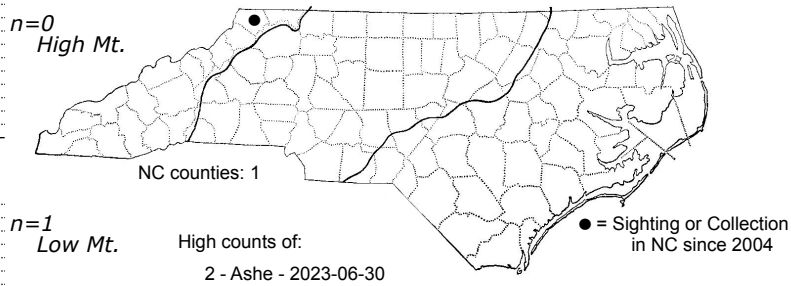 n=0
High Mt.
NC counties: 1
n=1
Low Mt.
High counts of:
2 - Ashe - 2023-06-30
● = Sighting or Collection
in NC since 2004